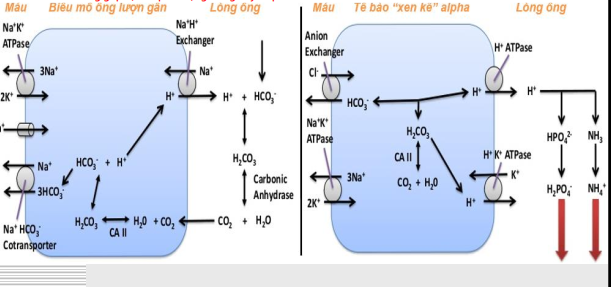 Máu Biểu mô ống lượn gần Lòng ống
Na⁺K⁺
ATPase
3Na⁺
2K⁺
Na⁺
3HCO₃⁻
Na⁺ HCO₃⁻
Cotransporter
HCO₃⁻ + H⁺
H₂CO₃ H₂0 + CO₂
CA II
Na⁺H⁺
Exchanger
Na⁺
H⁺ H⁺ + HCO₃⁻
H₂CO₃
Carbonic
Anhydrase
CO₂ + H₂O
Máu Tế bào “xen kẽ” alpha Lòng ống
Anion
Exchanger
Cl⁻
HCO₃⁻
Na⁺K⁺
ATPase
3Na⁺
2K⁺
H₂CO₃
CA II
CO₂ + H₂0
H⁺ ATPase
H⁺ H⁺
H⁺ K⁺ ATPase
K⁺
H⁺
HPO₄²⁻ NH₃
H₂PO₄⁻ NH₄⁺